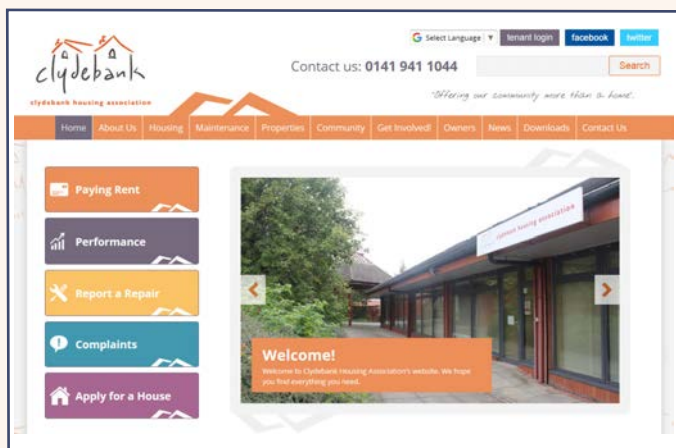 Select Language ▼
tenant login
facebook
twitter
clydebank
clydebank housing association
Contact us: 0141 941 1044
Search
"Offering our community more than a home".
Home About Us Housing Maintenance Properties Community Get Involved! Owners News Downloads Contact Us
Paying Rent
Performance
Report a Repair
Complaints
Apply for a House
clydebank housing association
Welcome!
Welcome to Clydebank Housing Association's website. We hope
you find everything you need.